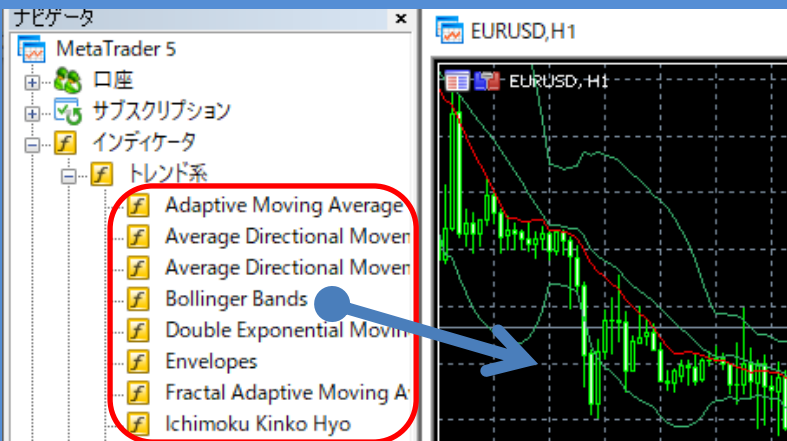 ナビゲータ
MetaTrader 5
口座
サブスクリプション
インディケータ
トレンド系
Adaptive Moving Average
Average Directional Movem
Average Directional Movem
Bollinger Bands
Double Exponential Movin
Envelopes
Fractal Adaptive Moving A
Ichimoku Kinko Hyo
EURUSD,H1
EURUSD,H1